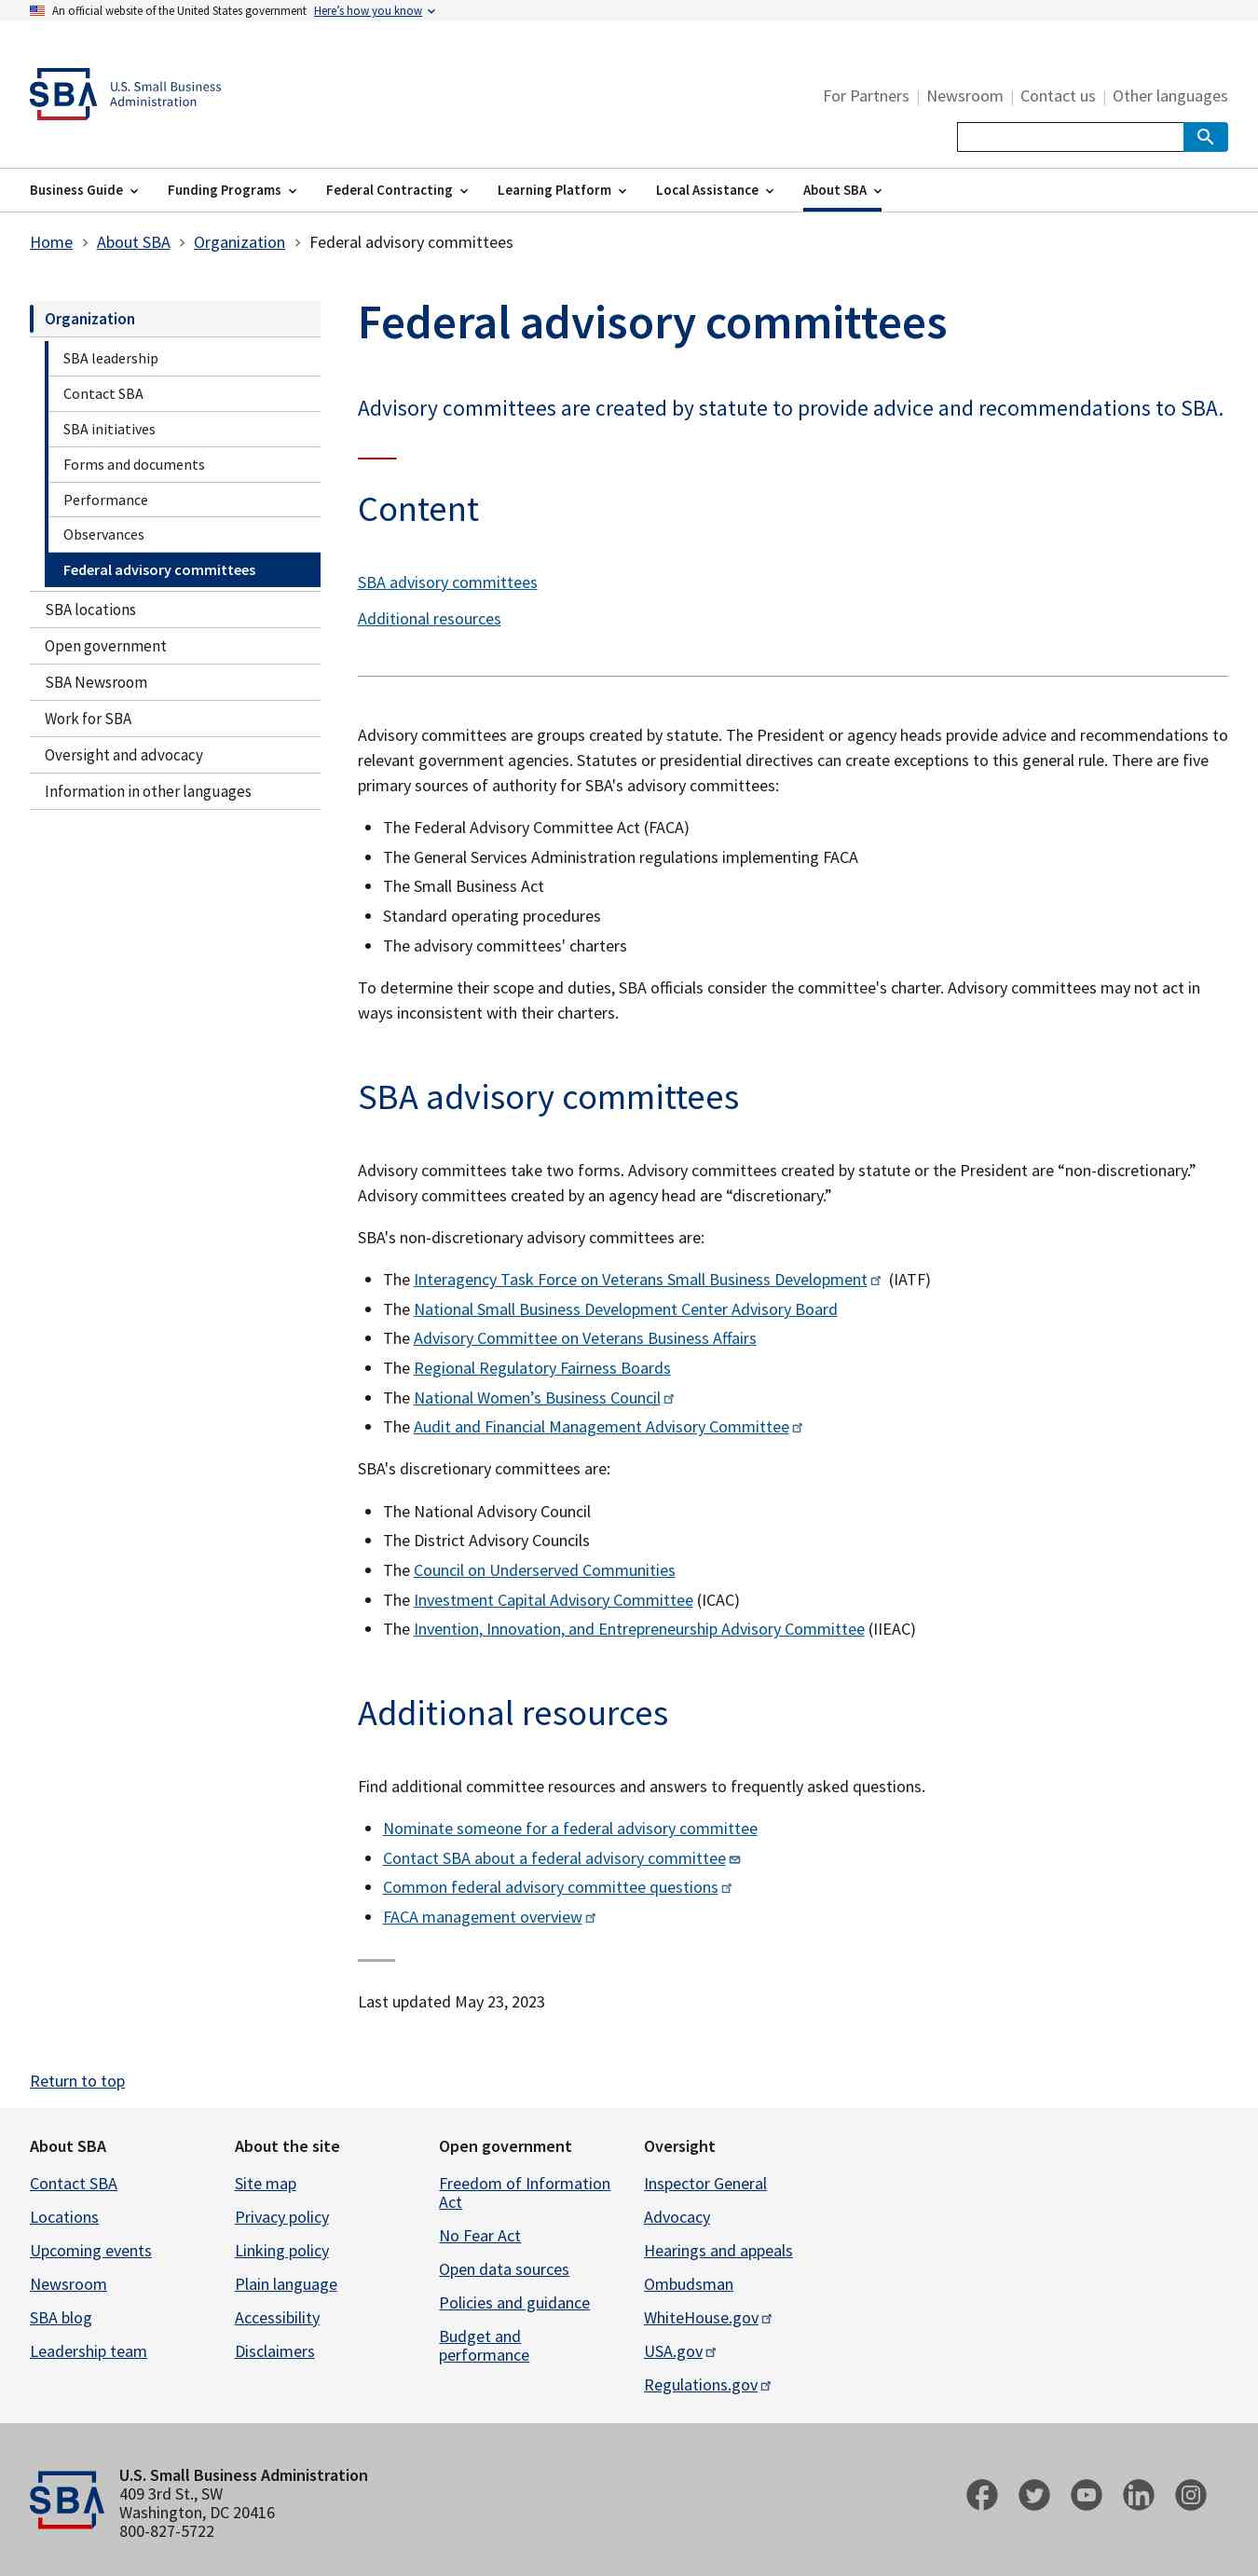 An official website of the United States government Here's how you know
SBA U.S. Small Business
Administration
For Partners | Newsroom | Contact us | Other languages
Business Guide Funding Programs Federal Contracting Learning Platform Local Assistance About SBA
Home > About SBA > Organization > Federal advisory committees
Organization
SBA leadership
Contact SBA
SBA initiatives
Forms and documents
Performance
Observances
Federal advisory committees
SBA locations
Open government
SBA Newsroom
Work for SBA
Oversight and advocacy
Information in other languages
Federal advisory committees
Advisory committees are created by statute to provide advice and recommendations to SBA.
Content
SBA advisory committees
Additional resources
Advisory committees are groups created by statute. The President or agency heads provide advice and recommendations to
relevant government agencies. Statutes or presidential directives can create exceptions to this general rule. There are five
primary sources of authority for SBA's advisory committees:
• The Federal Advisory Committee Act (FACA)
• The General Services Administration regulations implementing FACA
• The Small Business Act
• Standard operating procedures
• The advisory committees' charters
To determine their scope and duties, SBA officials consider the committee's charter. Advisory committees may not act in
ways inconsistent with their charters.
SBA advisory committees
Advisory committees take two forms. Advisory committees created by statute or the President are “non-discretionary.”
Advisory committees created by an agency head are “discretionary.”
SBA's non-discretionary advisory committees are:
• The Interagency Task Force on Veterans Small Business Development (IATF)
• The National Small Business Development Center Advisory Board
• The Advisory Committee on Veterans Business Affairs
• The Regional Regulatory Fairness Boards
• The National Women’s Business Council
• The Audit and Financial Management Advisory Committee
SBA's discretionary committees are:
• The National Advisory Council
• The District Advisory Councils
• The Council on Underserved Communities
• The Investment Capital Advisory Committee (ICAC)
• The Invention, Innovation, and Entrepreneurship Advisory Committee (IIEAC)
Additional resources
Find additional committee resources and answers to frequently asked questions.
• Nominate someone for a federal advisory committee
• Contact SBA about a federal advisory committee
• Common federal advisory committee questions
• FACA management overview
Last updated May 23, 2023
Return to top
About SBA
Contact SBA
Locations
Upcoming events
Newsroom
SBA blog
Leadership team
About the site
Site map
Privacy policy
Linking policy
Plain language
Accessibility
Disclaimers
Open government
Freedom of Information
Act
No Fear Act
Open data sources
Policies and guidance
Budget and
performance
Oversight
Inspector General
Advocacy
Hearings and appeals
Ombudsman
WhiteHouse.gov
USA.gov
Regulations.gov
SBA
U.S. Small Business Administration
409 3rd St., SW
Washington, DC 20416
800-827-5722